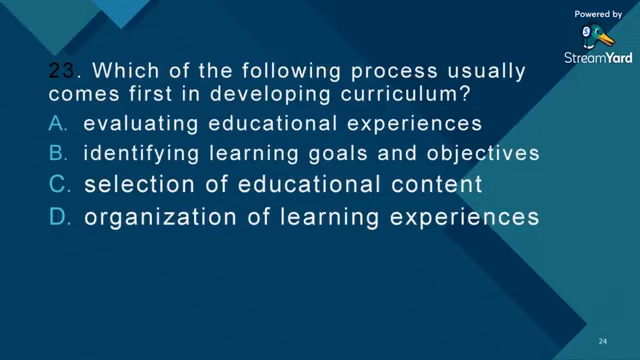 Powered by
StreamYard
23. Which of the following process usually
comes first in developing curriculum?
A. evaluating educational experiences
B. identifying learning goals and objectives
C. selection of educational content
D. organization of learning experiences
24